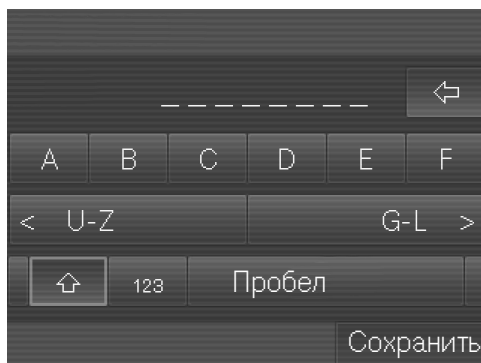 _ _ _ _ _ _ _ _ _
A B C D E F
< U-Z G-L >
123 Пробел
Сохранить